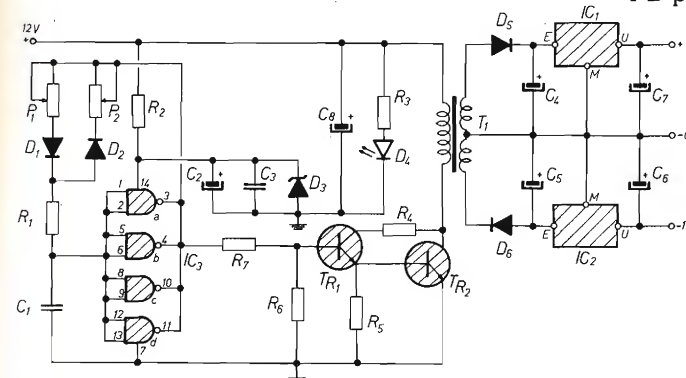 12V
+
P1
P2
D1
D2
R1
C1
R2
1
2
14
3
a
5
6
4
b
8
9
10
c
12
13
11
d
7
IC3
C2
+
C3
D3
C8
+
R3
D4
R7
R6
TR1
R4
R5
TR2
T1
D5
D6
+
C4
+
C5
E
IC1
U
M
M
E
IC2
U
+
C7
+
C6
+